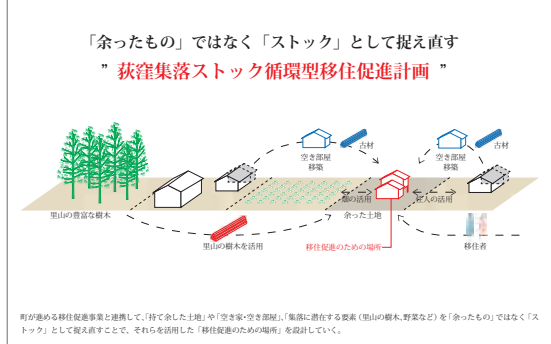 「余ったもの」ではなく「ストック」として捉え直す
” 荻窪集落ストック循環型移住促進計画 ”
古材
空き部屋
移築
古材
空き部屋
移築
畑の活用
住人の活用
里山の豊富な樹木
余った土地
里山の樹木を活用
移住促進のための場所
移住者
町が進める移住促進事業と連携して、「持て余した土地」や「空き家・空き部屋」、「集落に潜在する要素（里山の樹木、野菜など）を「余ったもの」ではなく「ス
トック」として捉え直すことで、それらを活用した「移住促進のための場所」を設計していく。